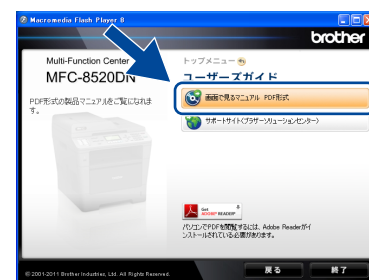 Macromedia Flash Player 8
brother
Multi-Function Center
MFC-8520DN
PDF形式の製品マニュアルをご覧になれま
す。
トップメニュー
ユーザーズガイド
画面で見るマニュアル PDF形式
サポートサイト(ブラザーソリューションセンター)
Get
ADOBE® READER®
パソコンでPDFを閲覧するには、Adobe Readerがイ
ンストールされている必要があります。
© 2001-2011 Brother Industries, Ltd. All Rights Reserved.
戻る
終了